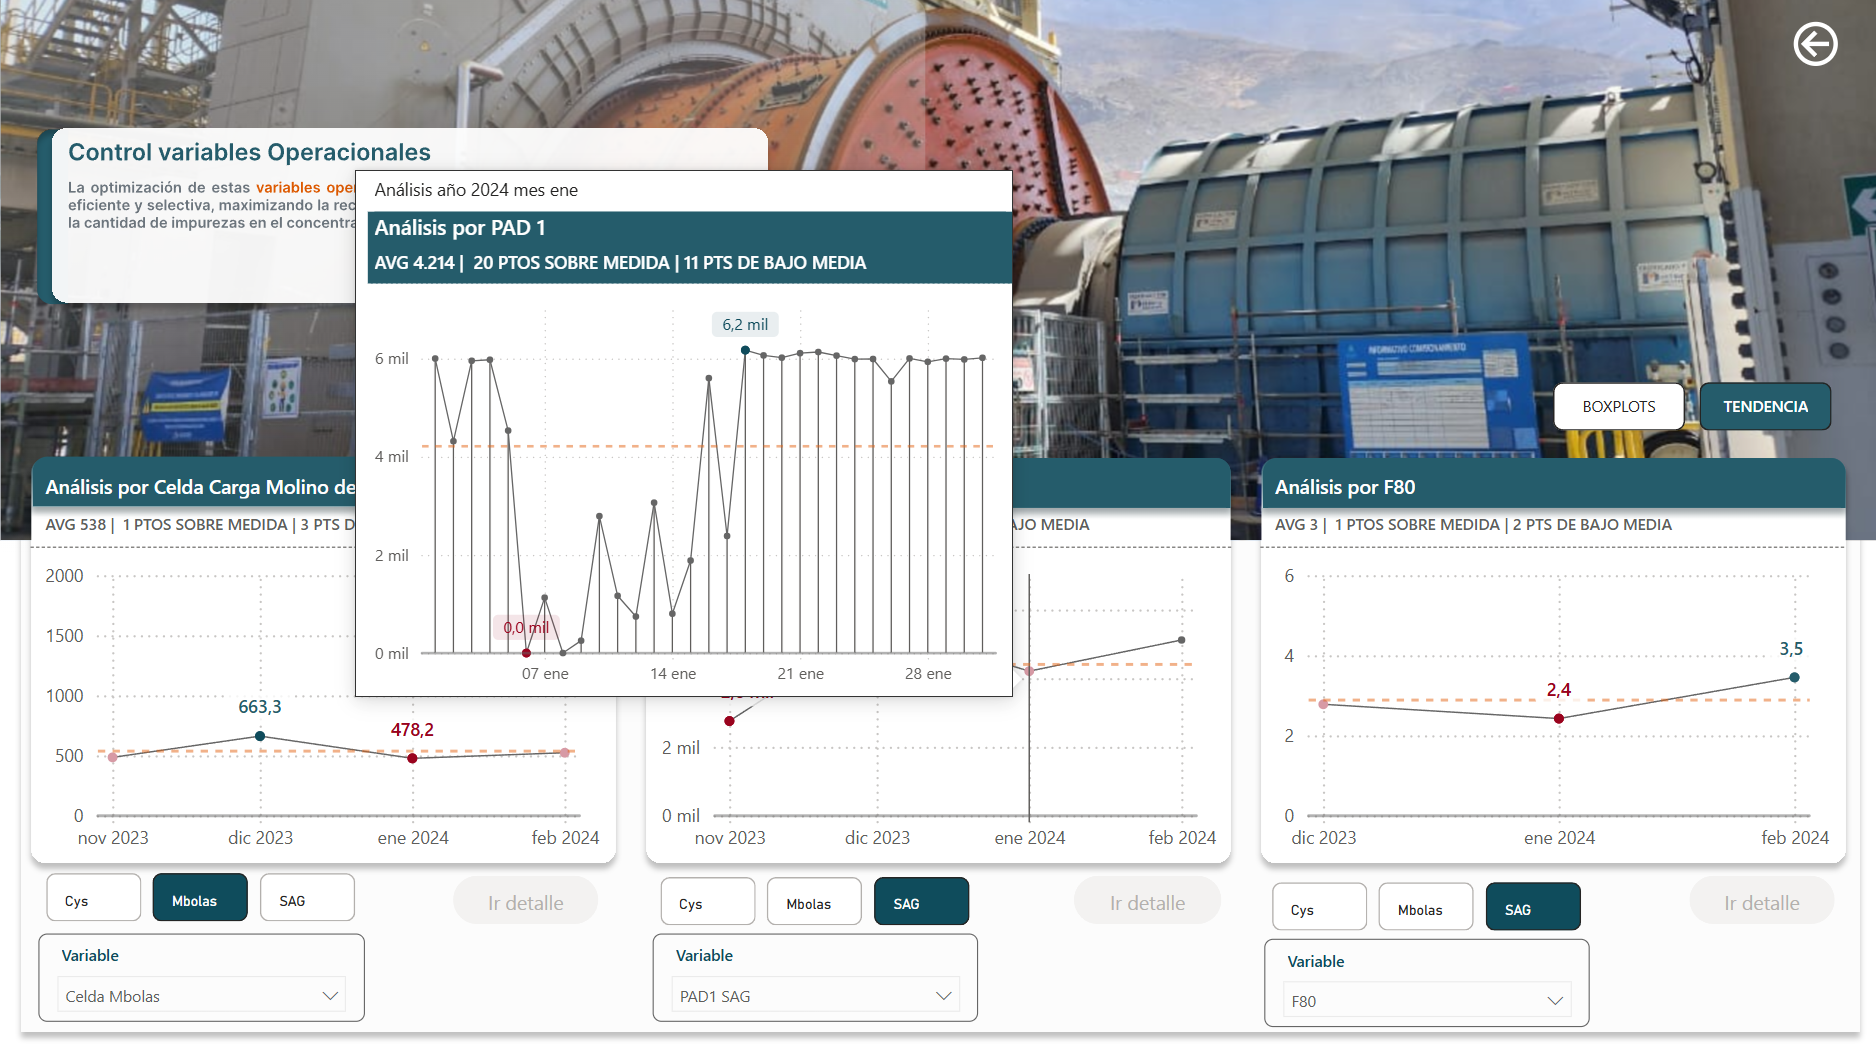 Control variables Operacionales
La optimización de estas variables ope
eficiente y selectiva, maximizando la rec
la cantidad de impurezas en el concentra
Análisis año 2024 mes ene
Análisis por PAD 1
AVG 4.214 | 20 PTOS SOBRE MEDIDA | 11 PTS DE BAJO MEDIA
6,2 mil
6 mil
4 mil
2 mil
0,0 mil
0 mil
07 ene
14 ene
21 ene
28 ene
BOXPLOTS
TENDENCIA
Análisis por Celda Carga Molino de
AVG 538 | 1 PTOS SOBRE MEDIDA | 3 PTS D
2000
1500
1000
500
0
663,3
478,2
nov 2023
dic 2023
ene 2024
feb 2024
AJO MEDIA
2 mil
0 mil
nov 2023
dic 2023
ene 2024
feb 2024
Análisis por F80
AVG 3 | 1 PTOS SOBRE MEDIDA | 2 PTS DE BAJO MEDIA
6
4
2
0
2,4
3,5
dic 2023
ene 2024
feb 2024
Cys
Mbolas
SAG
Ir detalle
Variable
Celda Mbolas
Cys
Mbolas
SAG
Ir detalle
Variable
PAD1 SAG
Cys
Mbolas
SAG
Ir detalle
Variable
F80